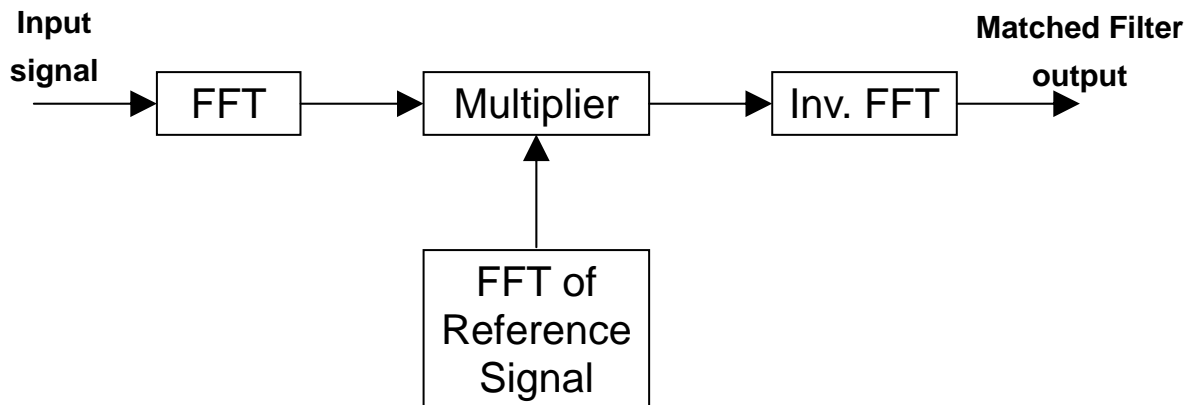 Input
signal
FFT
Multiplier
Inv. FFT
Matched Filter
output
FFT of
Reference
Signal